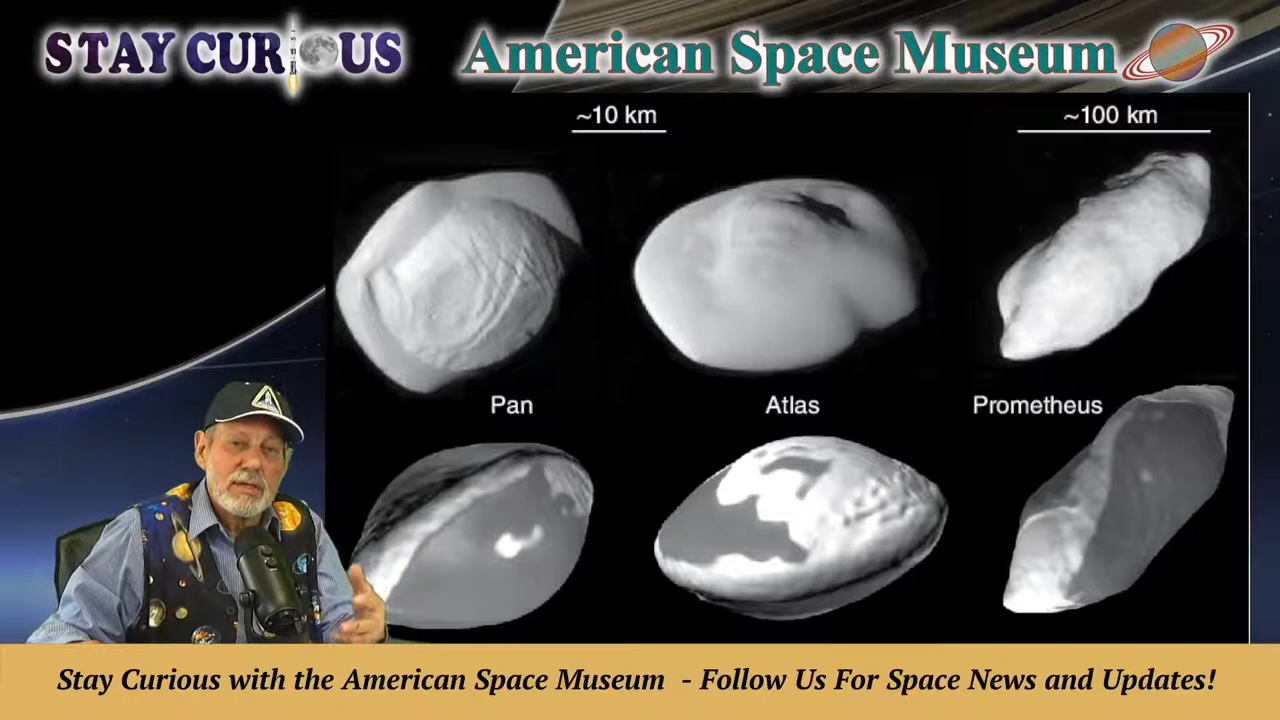 STAY CURIOUS
American Space Museum
~10 km
~100 km
Pan
Atlas
Prometheus
Stay Curious with the American Space Museum - Follow Us For Space News and Updates!